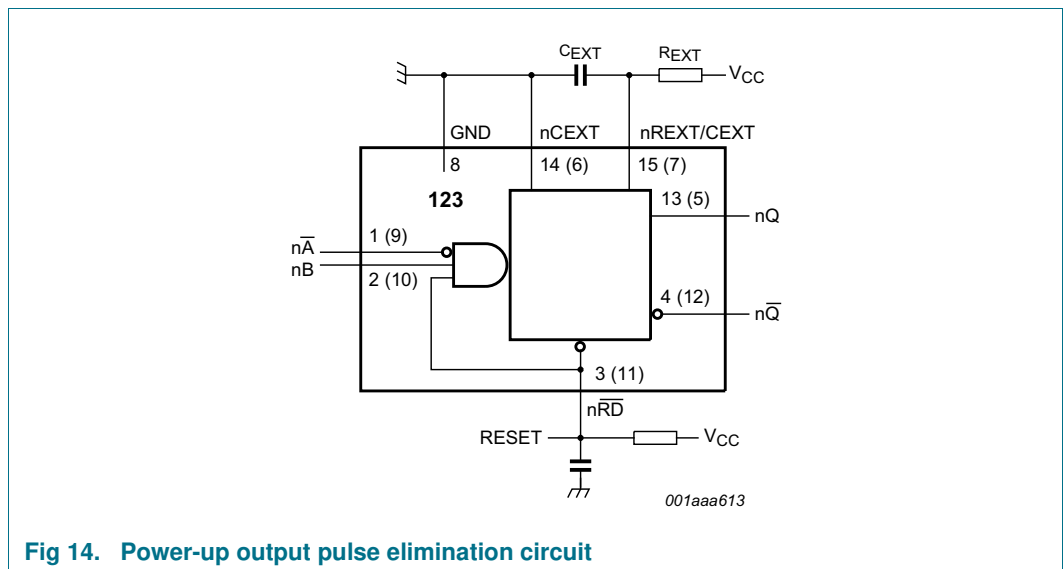 CEXT REXT
VCC
GND nCEXT nREXT/CEXT
8 14 (6) 15 (7)
123 13 (5)
nQ
1 (9)
nA̅
nB
2 (10)
4 (12)
nQ̅
3 (11)
nR̅D̅
RESET VCC
001aaa613
Fig 14. Power-up output pulse elimination circuit